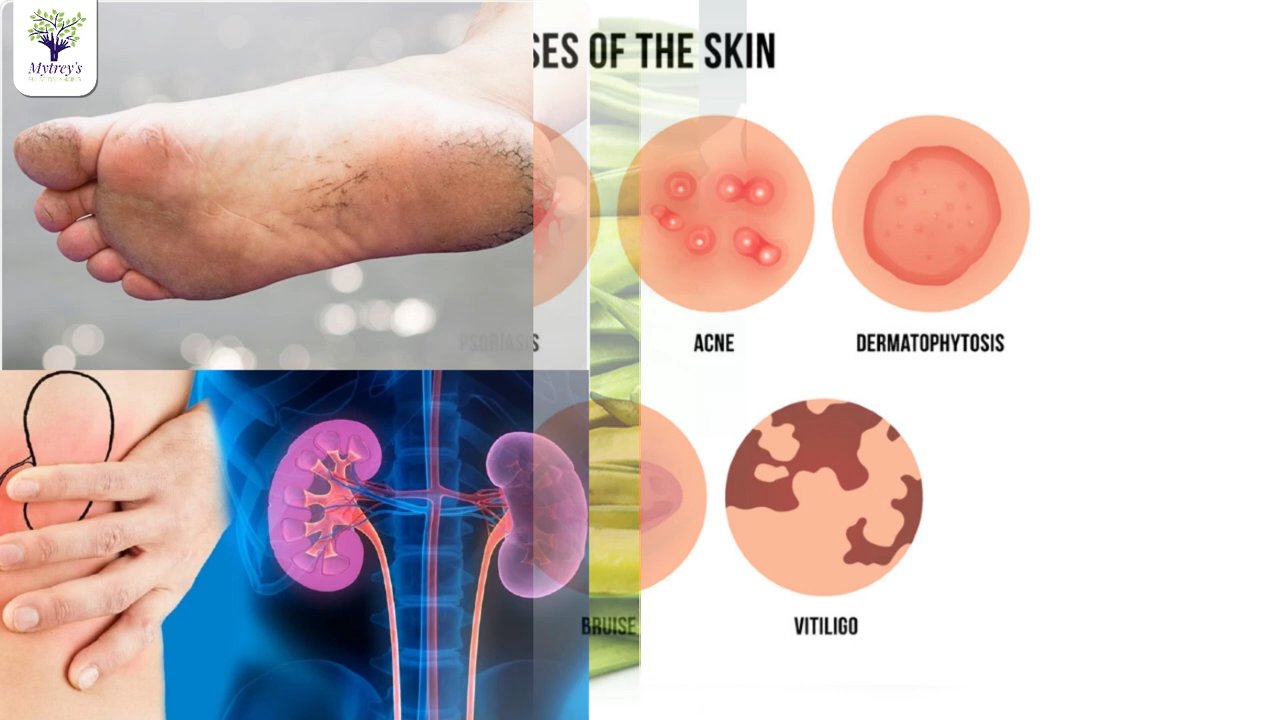 Mytrey's
SES OF THE SKIN
PSORIASIS
ACNE
DERMATOPHYTOSIS
BRUISE
VITILIGO